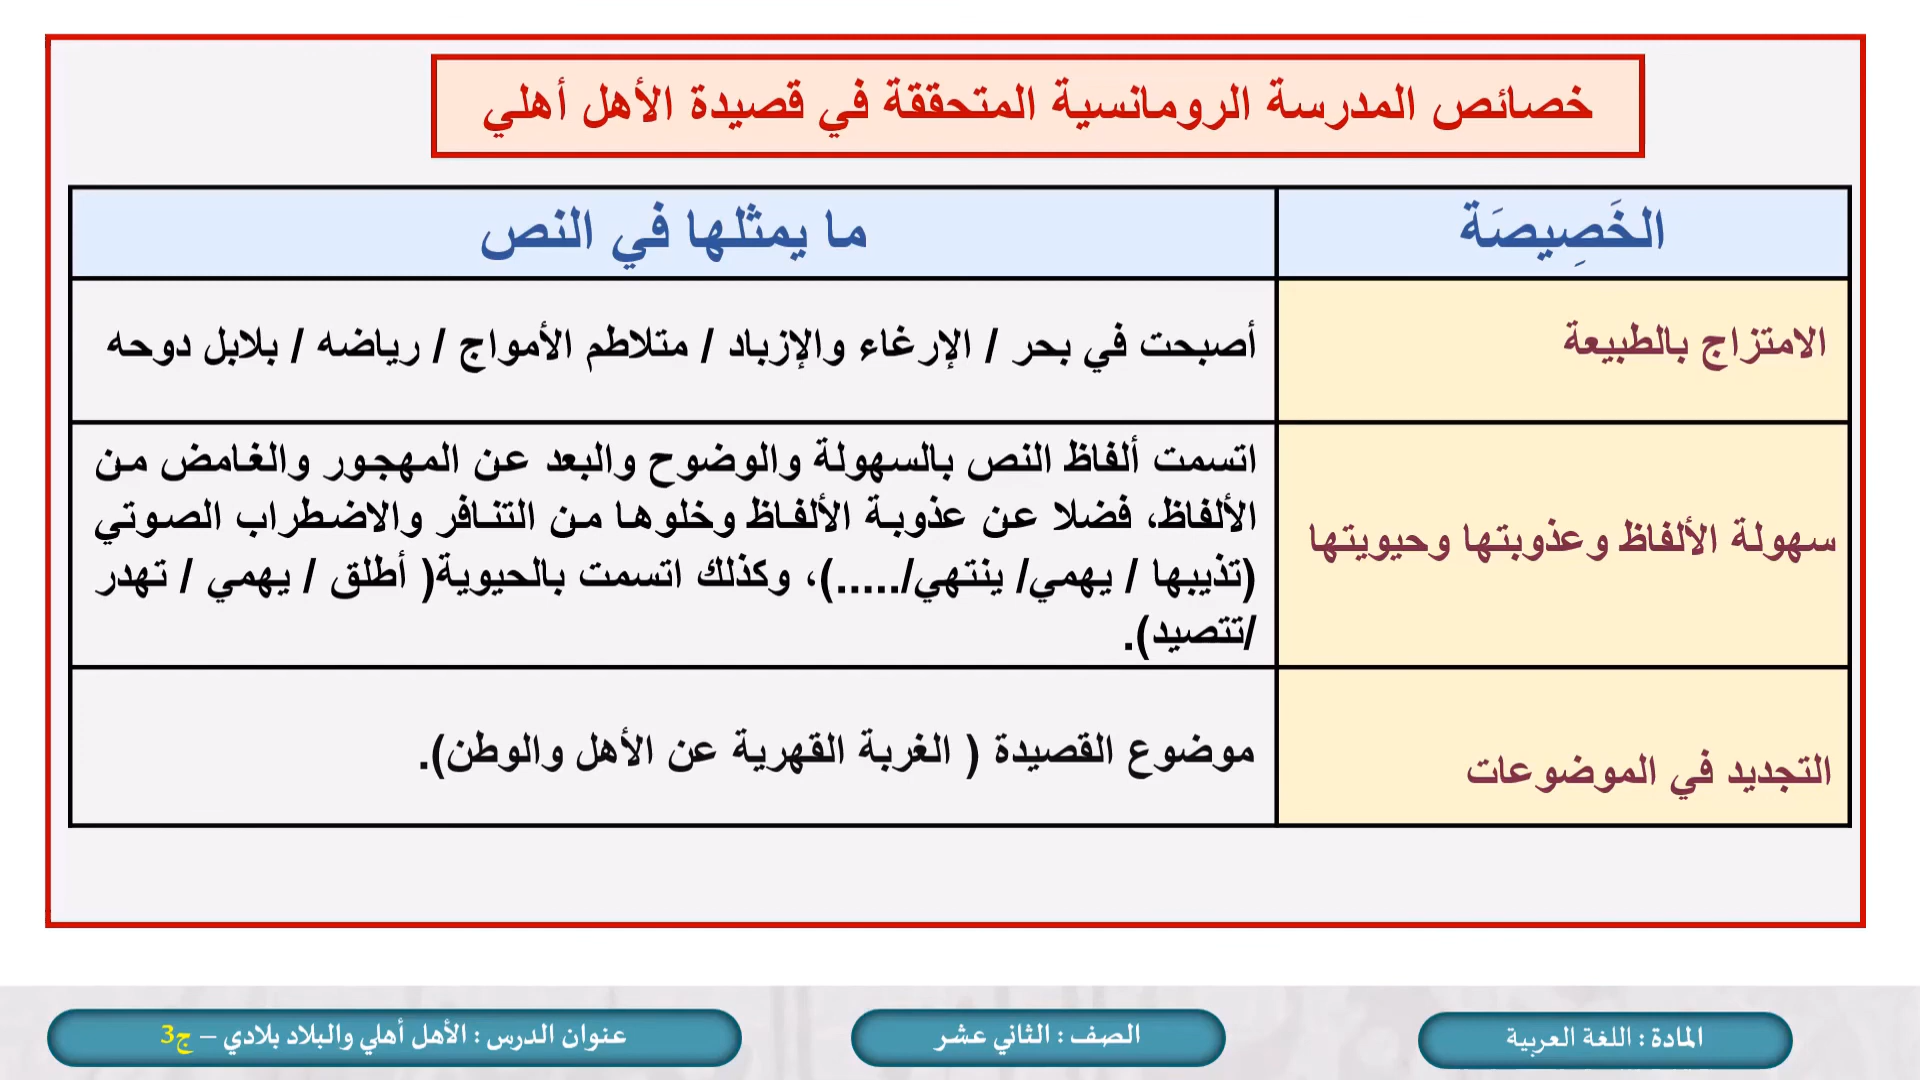 خصائص المدرسة الرومانسية المتحققة في قصيدة الأهل أهلي
الخَصِيصَة
ما يمثلها في النص
الامتزاج بالطبيعة
أصبحت في بحر / الإرغاء والإزباد / متلاطم الأمواج / رياضه / بلابل دوحه
سهولة الألفاظ وعذوبتها وحيويتها
اتسمت ألفاظ النص بالسهولة والوضوح والبعد عن المهجور والغامض من
الألفاظ، فضلا عن عذوبة الألفاظ وخلوها من التنافر والاضطراب الصوتي
(تذيبها / يهمي/ ينتهي/.....)، وكذلك اتسمت بالحيوية( أطلق / يهمي / تهدر
/تتصيد).
التجديد في الموضوعات
موضوع القصيدة ( الغربة القهرية عن الأهل والوطن).
المادة : اللغة العربية
الصف : الثاني عشر
عنوان الدرس : الأهل أهلي والبلاد بلادي – ج3